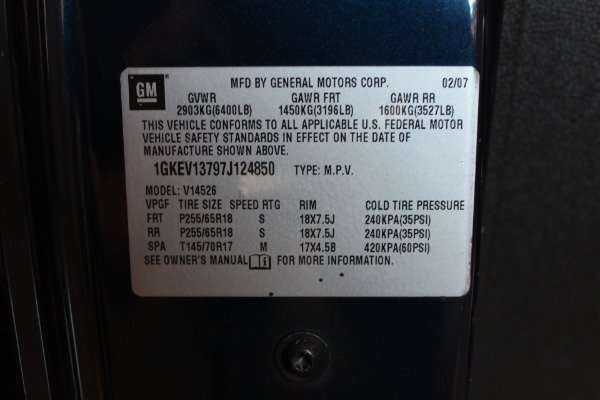 GM
MFD BY GENERAL MOTORS CORP. 02/07
GVWR GAWR FRT GAWR RR
2903KG(6400LB) 1450KG(3196LB) 1600KG(3527LB)
THIS VEHICLE CONFORMS TO ALL APPLICABLE U.S. FEDERAL MOTOR
VEHICLE SAFETY STANDARDS IN EFFECT ON THE DATE OF
MANUFACTURE SHOWN ABOVE.
1GKEV13797J124850 TYPE: M.P.V.
MODEL: V14526
VPGF TIRE SIZE SPEED RTG RIM COLD TIRE PRESSURE
FRT P255/65R18 S 18X7.5J 240KPA(35PSI)
RR P255/65R18 S 18X7.5J 240KPA(35PSI)
SPA T145/70R17 M 17X4.5B 420KPA(60PSI)
SEE OWNER'S MANUAL FOR MORE INFORMATION.